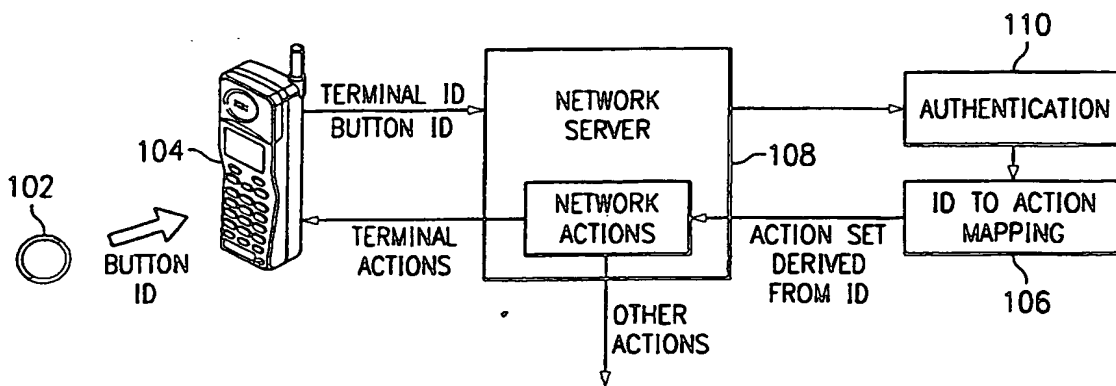 110
TERMINAL ID
BUTTON ID
NETWORK
SERVER
AUTHENTICATION
104
108
102
BUTTON
ID
TERMINAL
ACTIONS
NETWORK
ACTIONS
ACTION SET
DERIVED
FROM ID
ID TO ACTION
MAPPING
106
OTHER
ACTIONS